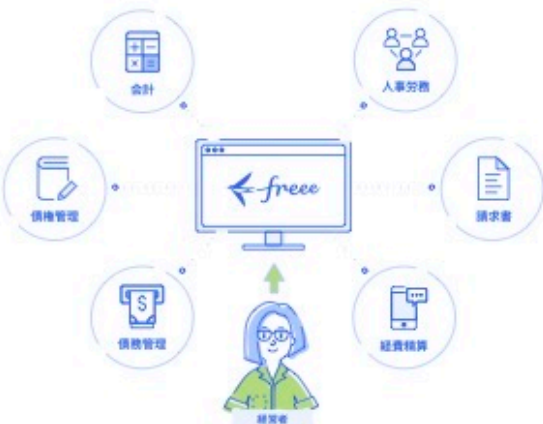 会計
人事労務
freee
債権管理
請求書
$
債務管理
経費精算
経営者